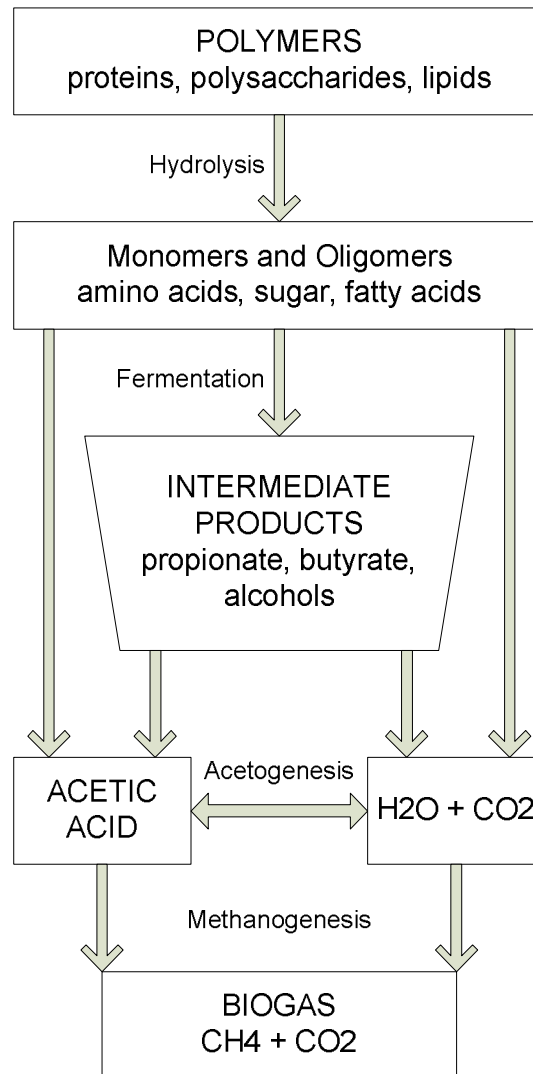 POLYMERS
proteins, polysaccharides, lipids
Hydrolysis
Monomers and Oligomers
amino acids, sugar, fatty acids
Fermentation
INTERMEDIATE
PRODUCTS
propionate, butyrate,
alcohols
Acetogenesis
ACETIC
ACID
H2O + CO2
Methanogenesis
BIOGAS
CH4 + CO2